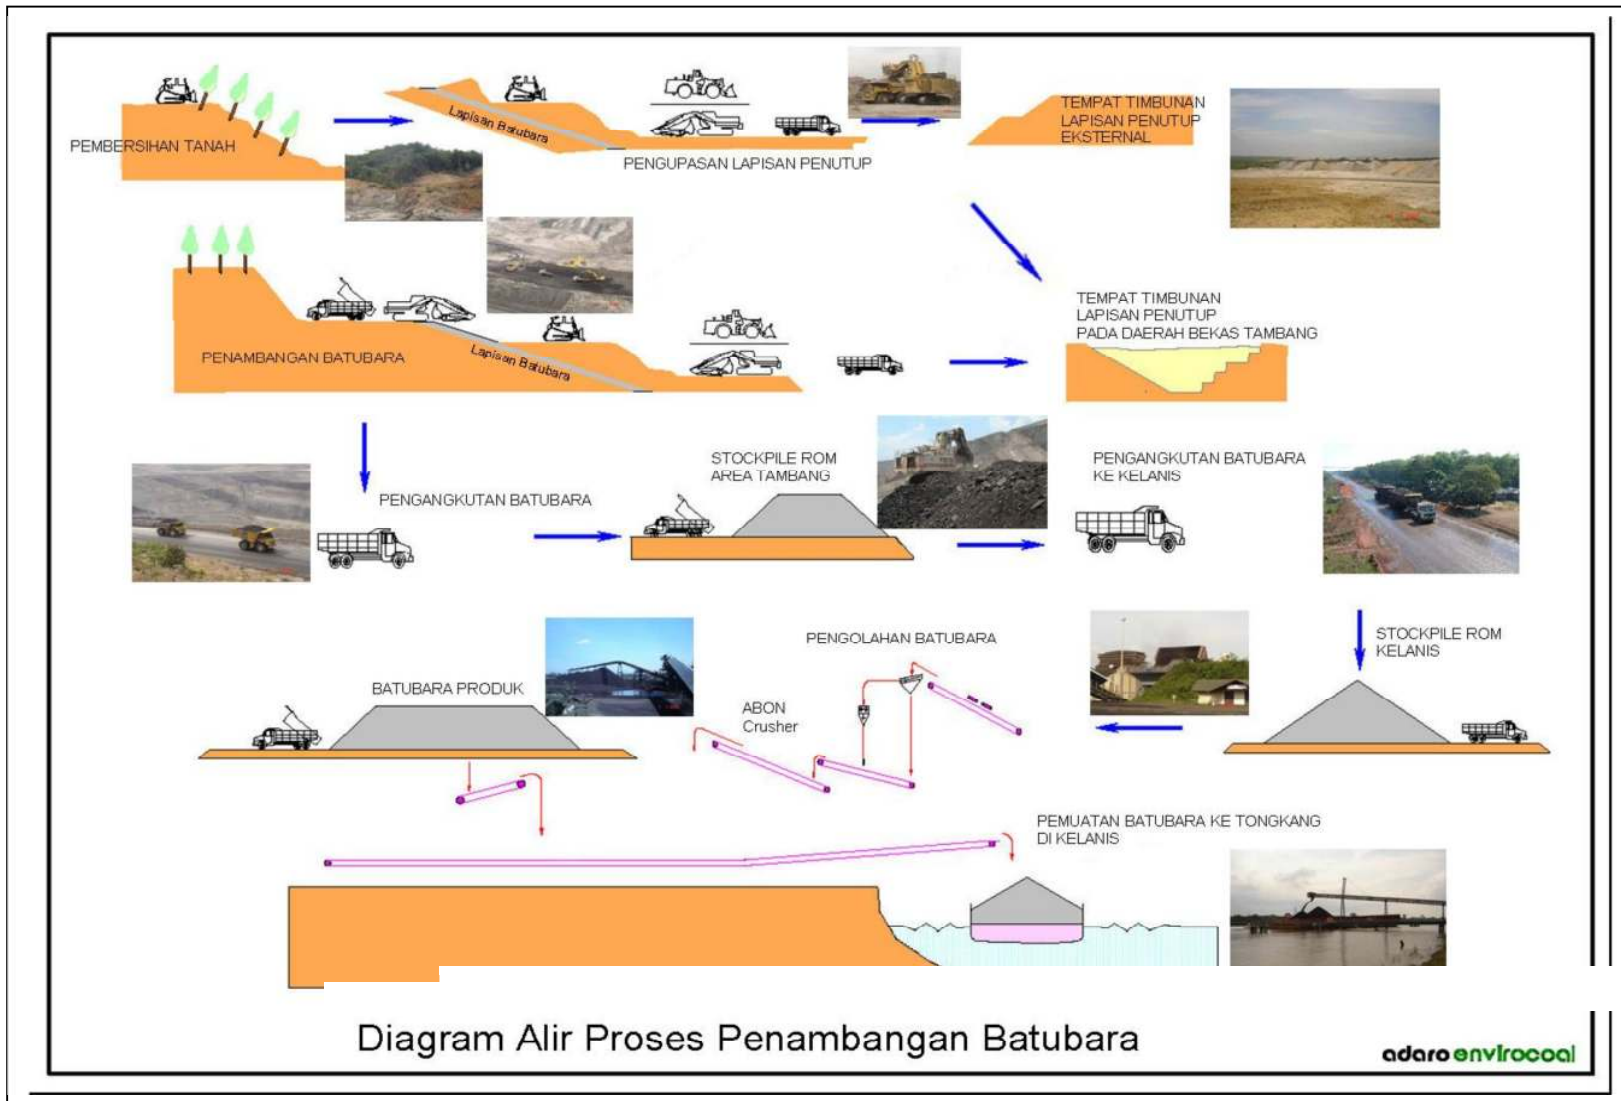 PEMBERSIHAN TANAH
Lapisan Batubara
PENGUPASAN LAPISAN PENUTUP
TEMPAT TIMBUNAN
LAPISAN PENUTUP
EKSTERNAL
PENAMBANGAN BATUBARA
Lapisan Batubara
TEMPAT TIMBUNAN
LAPISAN PENUTUP
PADA DAERAH BEKAS TAMBANG
PENGANGKUTAN BATUBARA
STOCKPILE ROM
AREA TAMBANG
PENGANGKUTAN BATUBARA
KE KELANIS
STOCKPILE ROM
KELANIS
PENGOLAHAN BATUBARA
ABON
Crusher
BATUBARA PRODUK
PEMUATAN BATUBARA KE TONGKANG
DI KELANIS
Diagram Alir Proses Penambangan Batubara
adaro envirocoal